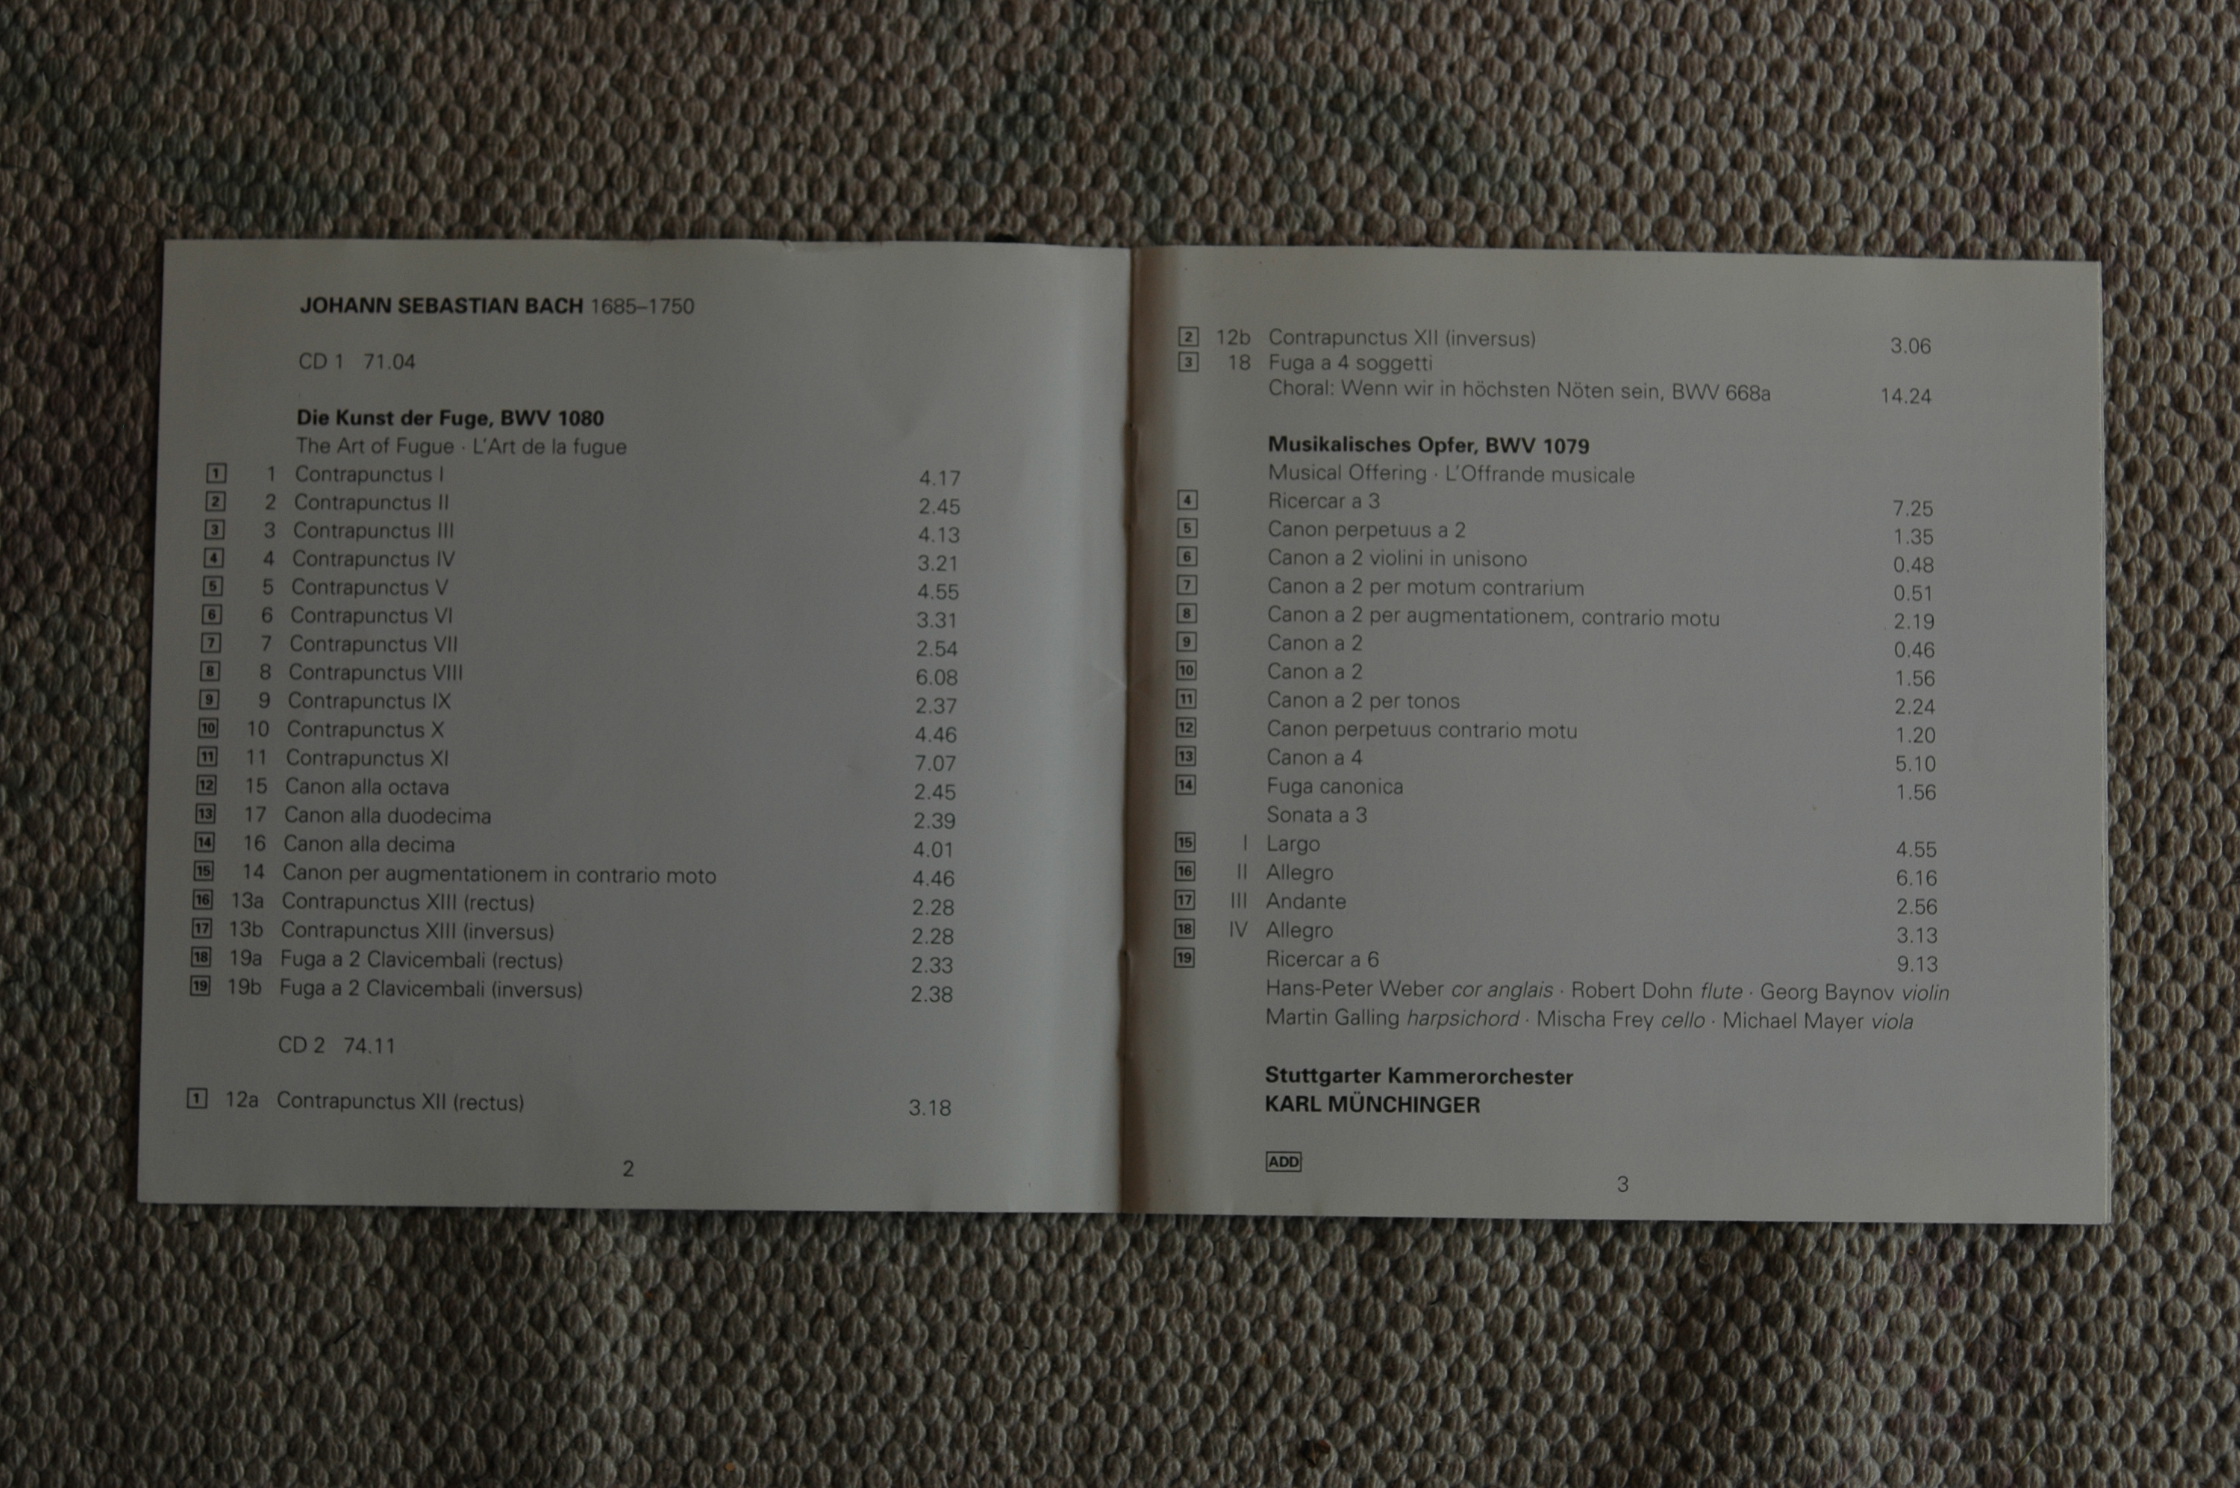 JOHANN SEBASTIAN BACH 1685–1750
CD 1 71.04
Die Kunst der Fuge, BWV 1080
The Art of Fugue · L'Art de la fugue
1 1 Contrapunctus I 4.17
2 2 Contrapunctus II 2.45
3 3 Contrapunctus III 4.13
4 4 Contrapunctus IV 3.21
5 5 Contrapunctus V 4.55
6 6 Contrapunctus VI 3.31
7 7 Contrapunctus VII 2.54
8 8 Contrapunctus VIII 6.08
9 9 Contrapunctus IX 2.37
10 10 Contrapunctus X 4.46
11 11 Contrapunctus XI 7.07
12 15 Canon alla octava 2.45
13 17 Canon alla duodecima 2.39
14 16 Canon alla decima 4.01
15 14 Canon per augmentationem in contrario moto 4.46
16 13a Contrapunctus XIII (rectus) 2.28
17 13b Contrapunctus XIII (inversus) 2.28
18 19a Fuga a 2 Clavicembali (rectus) 2.33
19 19b Fuga a 2 Clavicembali (inversus) 2.38
CD 2 74.11
1 12a Contrapunctus XII (rectus) 3.18
2
2 12b Contrapunctus XII (inversus) 3.06
3 18 Fuga a 4 soggetti
Choral: Wenn wir in höchsten Nöten sein, BWV 668a 14.24
Musikalisches Opfer, BWV 1079
Musical Offering · L'Offrande musicale
4 Ricercar a 3 7.25
5 Canon perpetuus a 2 1.35
6 Canon a 2 violini in unisono 0.48
7 Canon a 2 per motum contrarium 0.51
8 Canon a 2 per augmentationem, contrario motu 2.19
9 Canon a 2 0.46
10 Canon a 2 1.56
11 Canon a 2 per tonos 2.24
12 Canon perpetuus contrario motu 1.20
13 Canon a 4 5.10
14 Fuga canonica 1.56
Sonata a 3
15 I Largo 4.55
16 II Allegro 6.16
17 III Andante 2.56
18 IV Allegro 3.13
19 Ricercar a 6 9.13
Hans-Peter Weber cor anglais · Robert Dohn flute · Georg Baynov violin
Martin Galling harpsichord · Mischa Frey cello · Michael Mayer viola
Stuttgarter Kammerorchester
KARL MÜNCHINGER
ADD
3